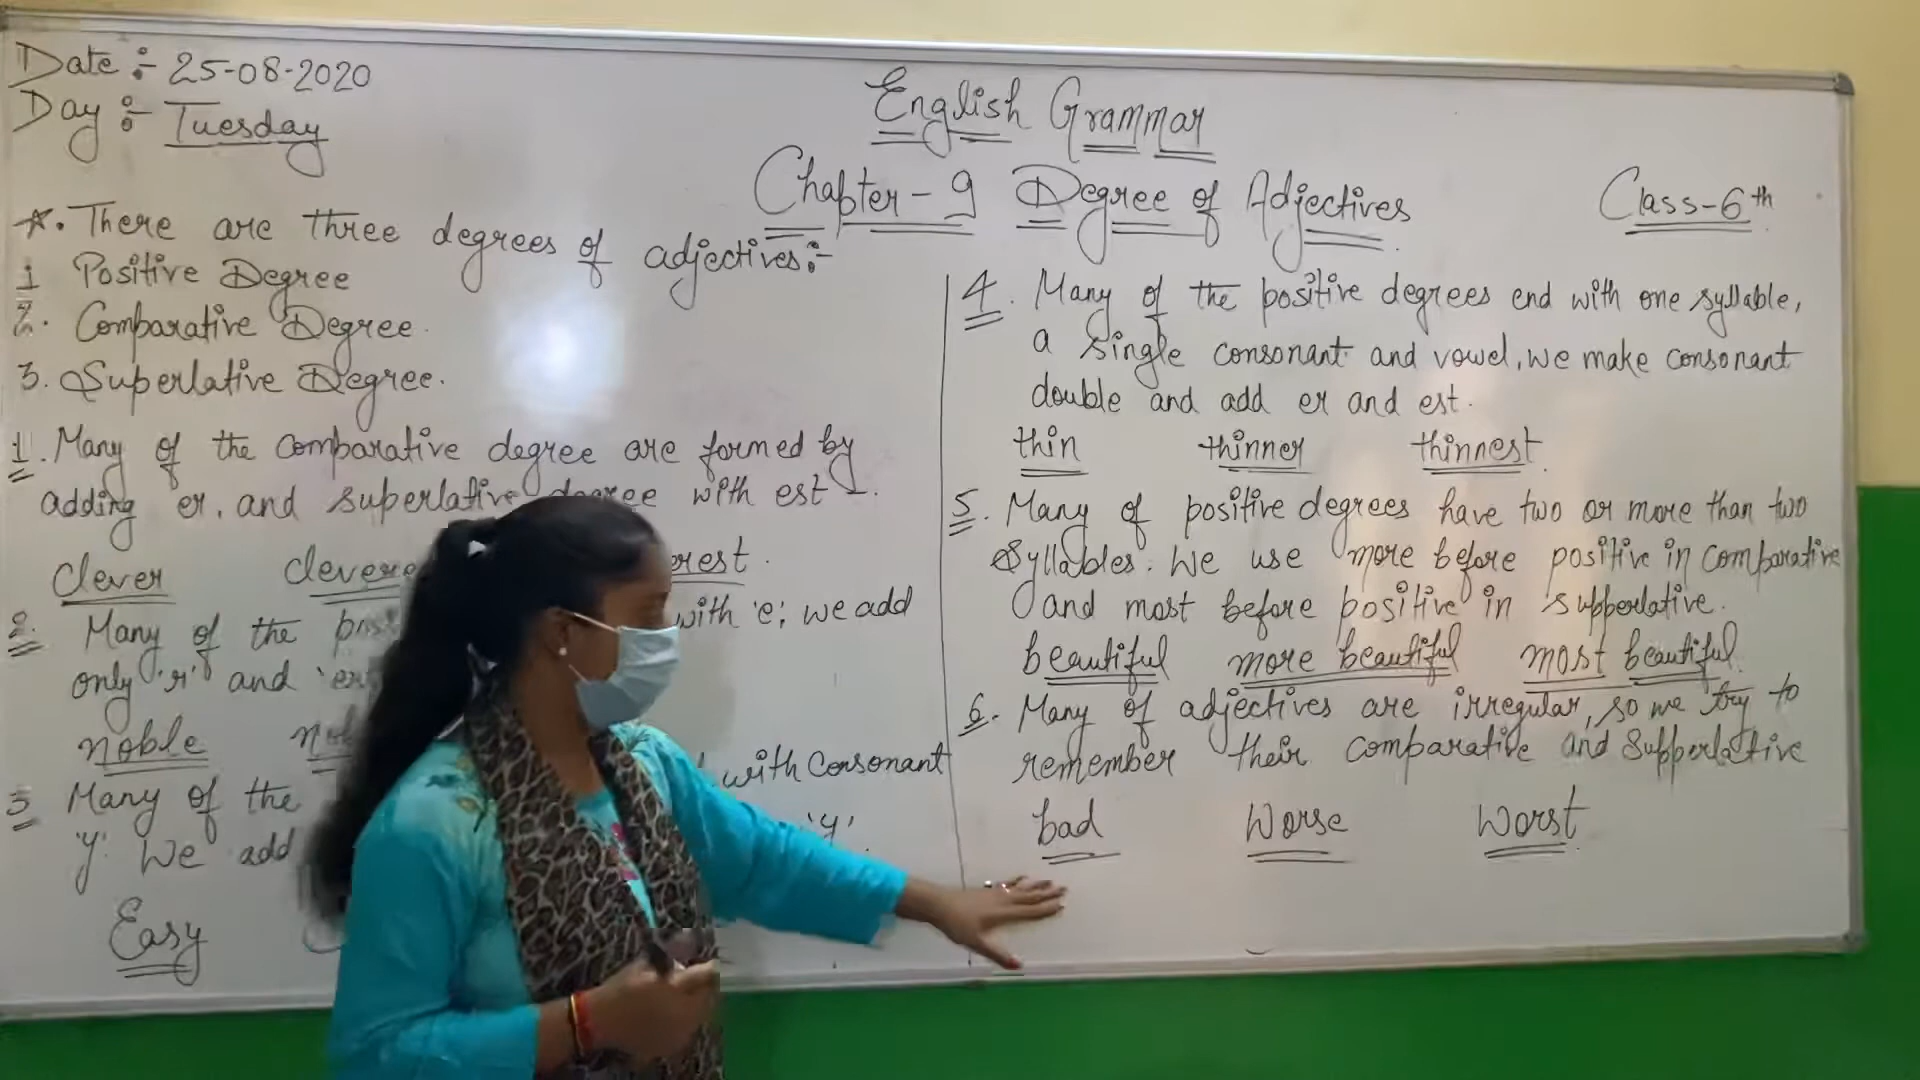 Date :- 25-08-2020
Day :- Tuesday
English Grammar
Chapter-9 Degree of Adjectives
Class-6th
*. There are three degrees of adjectives:-
1 Positive Degree
2. Comparative Degree.
3. Superlative Degree.
1. Many of the comparative degree are formed by
adding er, and superlative degree with est -.
Clever
2. Many of the with 'e', we add
only 'r' and
noble
3 Many of the with consonant
'y'. We add 'y'.
Easy
4. Many of the positive degrees end with one syllable,
a single consonant and vowel, we make consonant
double and add er and est.
thin thinner thinnest.
5. Many of positive degrees have two or more than two
Syllables. We use more before positive in comparative
and most before positive in supperlative.
beautiful more beautiful most beautiful.
6. Many of adjectives are irregular, so we try to
remember their comparative and Supperlative
bad Worse Worst